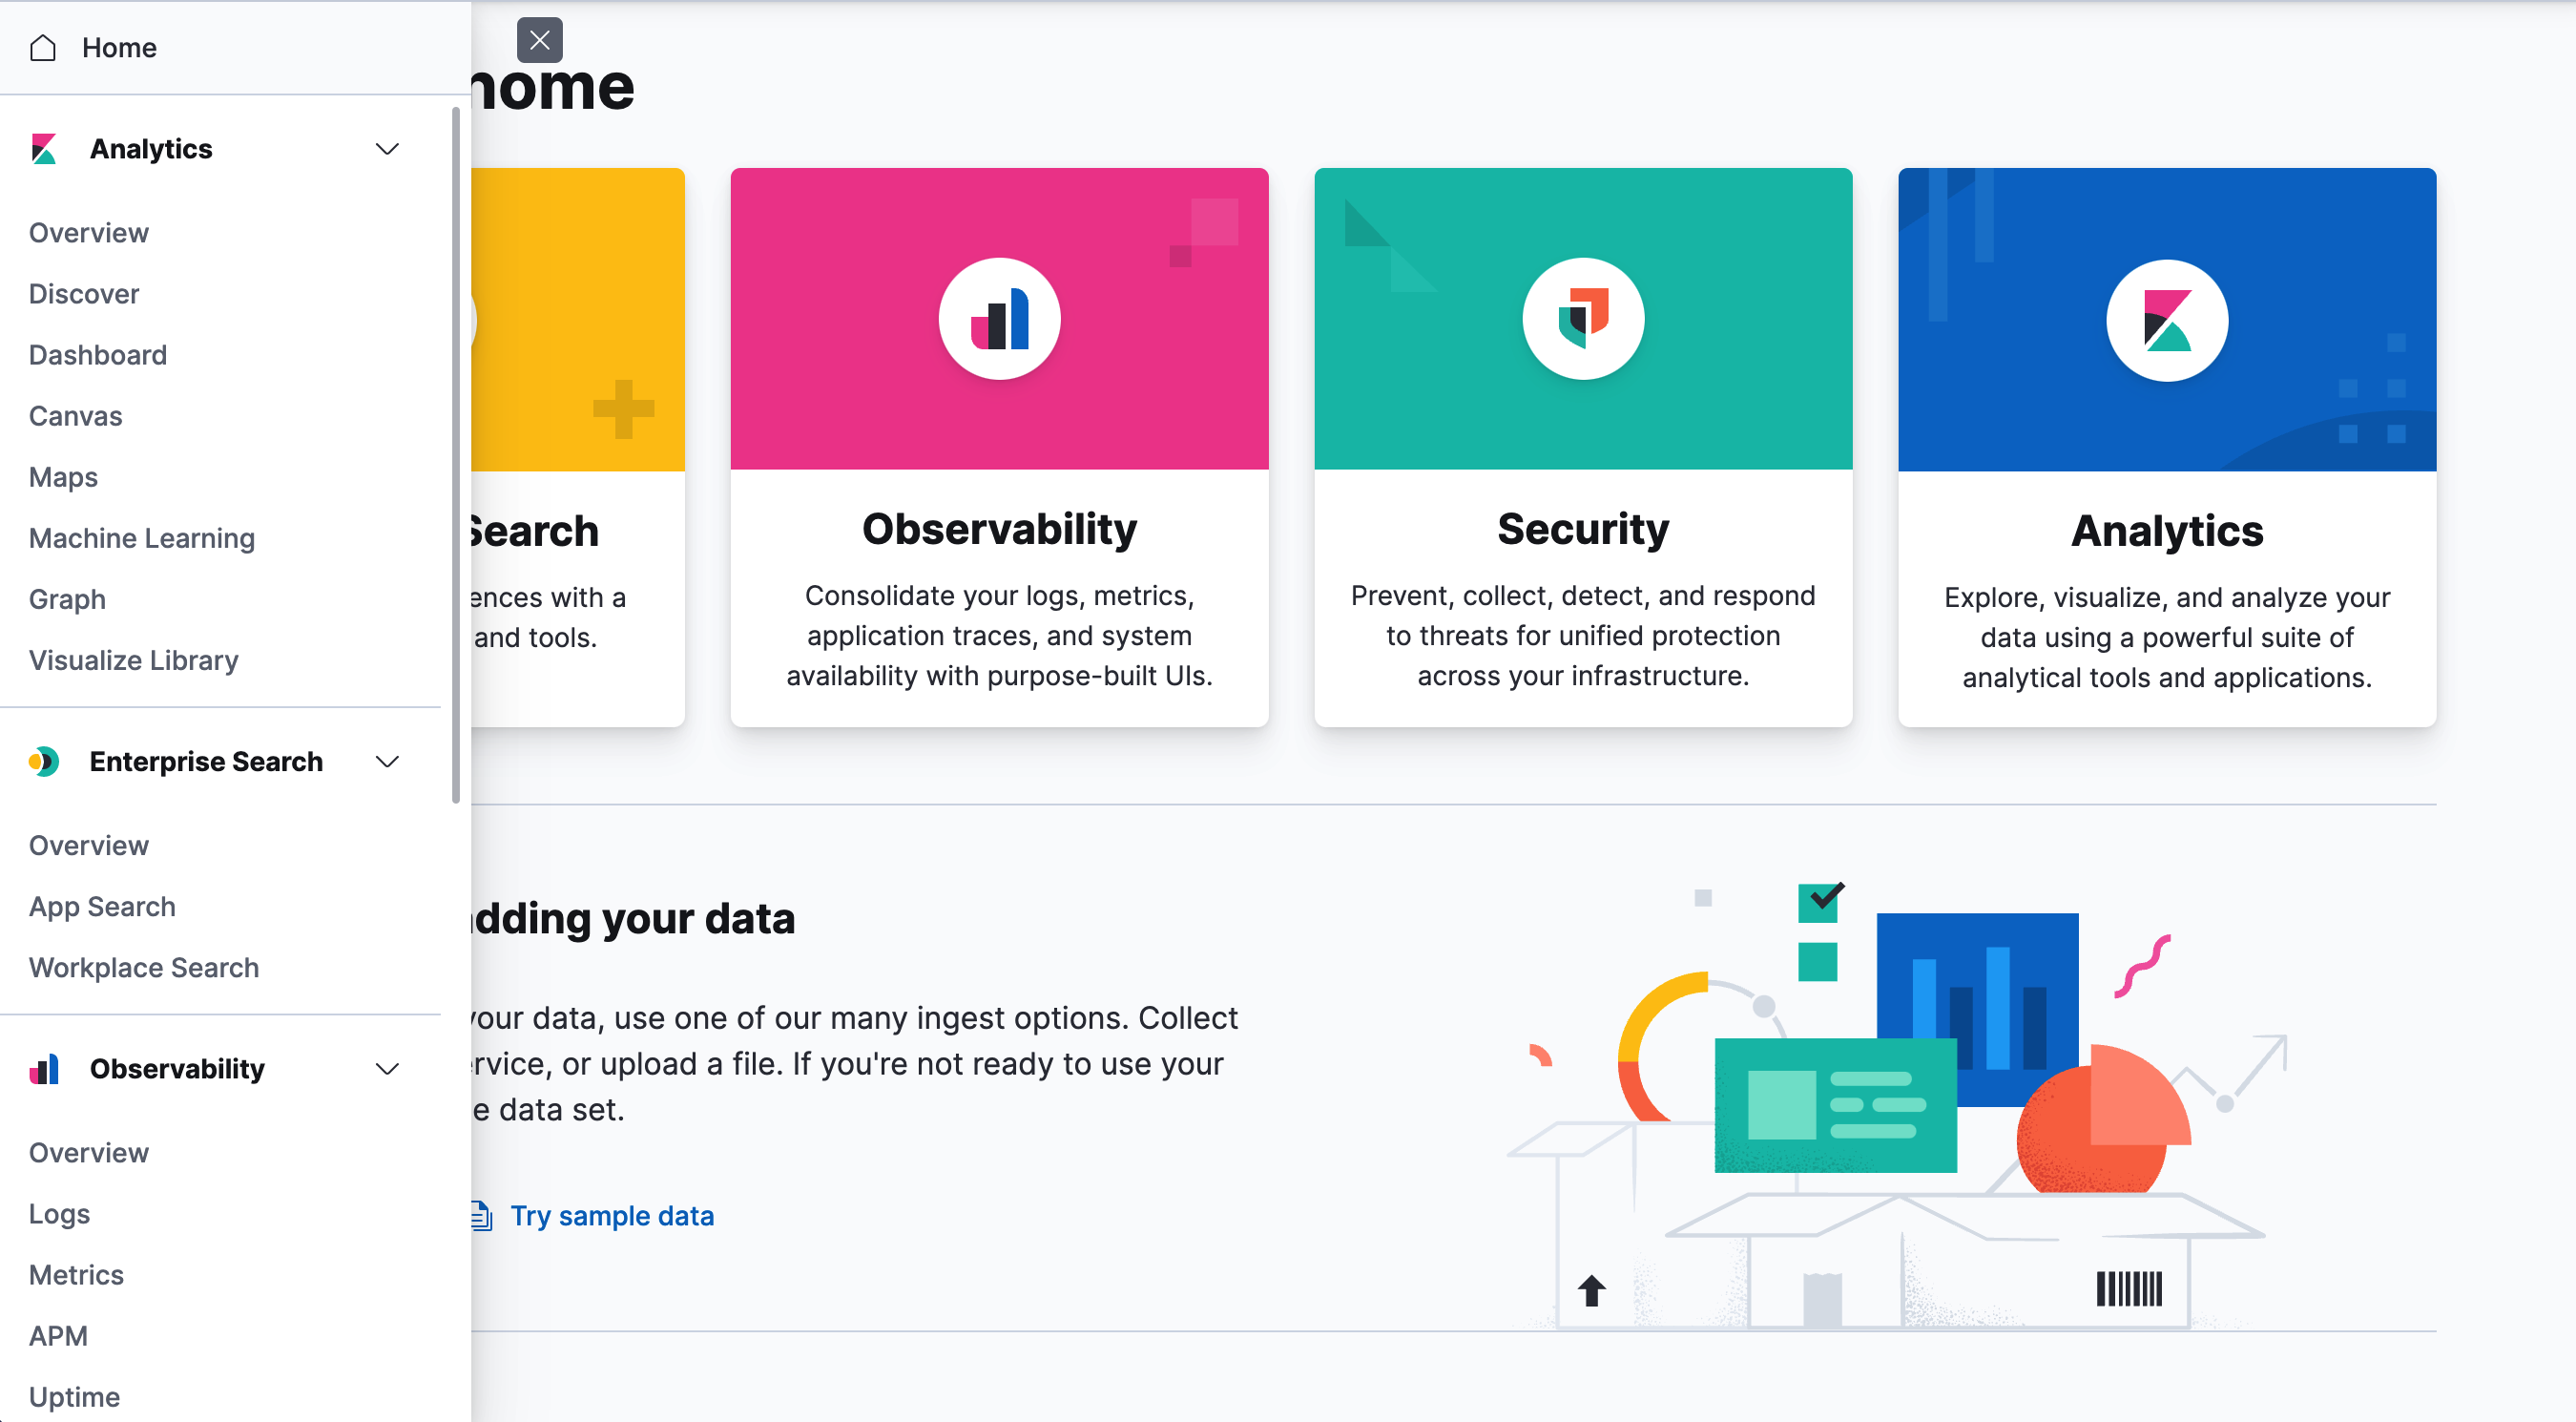 Home
Analytics
Overview
Discover
Dashboard
Canvas
Maps
Machine Learning
Graph
Visualize Library
Enterprise Search
Overview
App Search
Workplace Search
Observability
Overview
Logs
Metrics
APM
Uptime
home
Search
with a
and tools.
Observability
Consolidate your logs, metrics,
application traces, and system
availability with purpose-built UIs.
Security
Prevent, collect, detect, and respond
to threats for unified protection
across your infrastructure.
Analytics
Explore, visualize, and analyze your
data using a powerful suite of
analytical tools and applications.
adding your data
your data, use one of our many ingest options. Collect
or upload a file. If you're not ready to use your
data set.
Try sample data